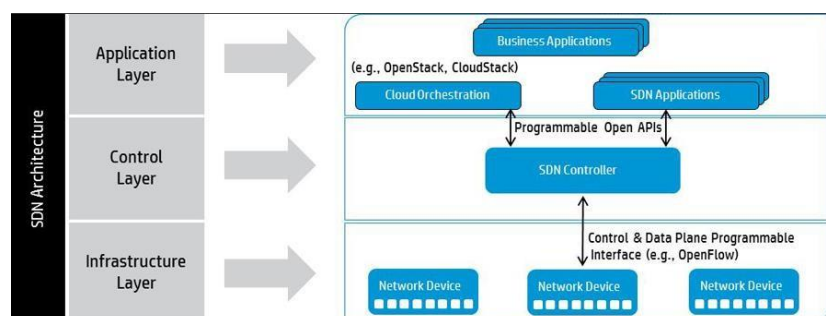 SDN Architecture
Application
Layer
Business Applications
(e.g., OpenStack, CloudStack)
Cloud Orchestration
SDN Applications
Programmable Open APIs
Control
Layer
SDN Controller
Control & Data Plane Programmable
Interface (e.g., OpenFlow)
Infrastructure
Layer
Network Device
Network Device
Network Device